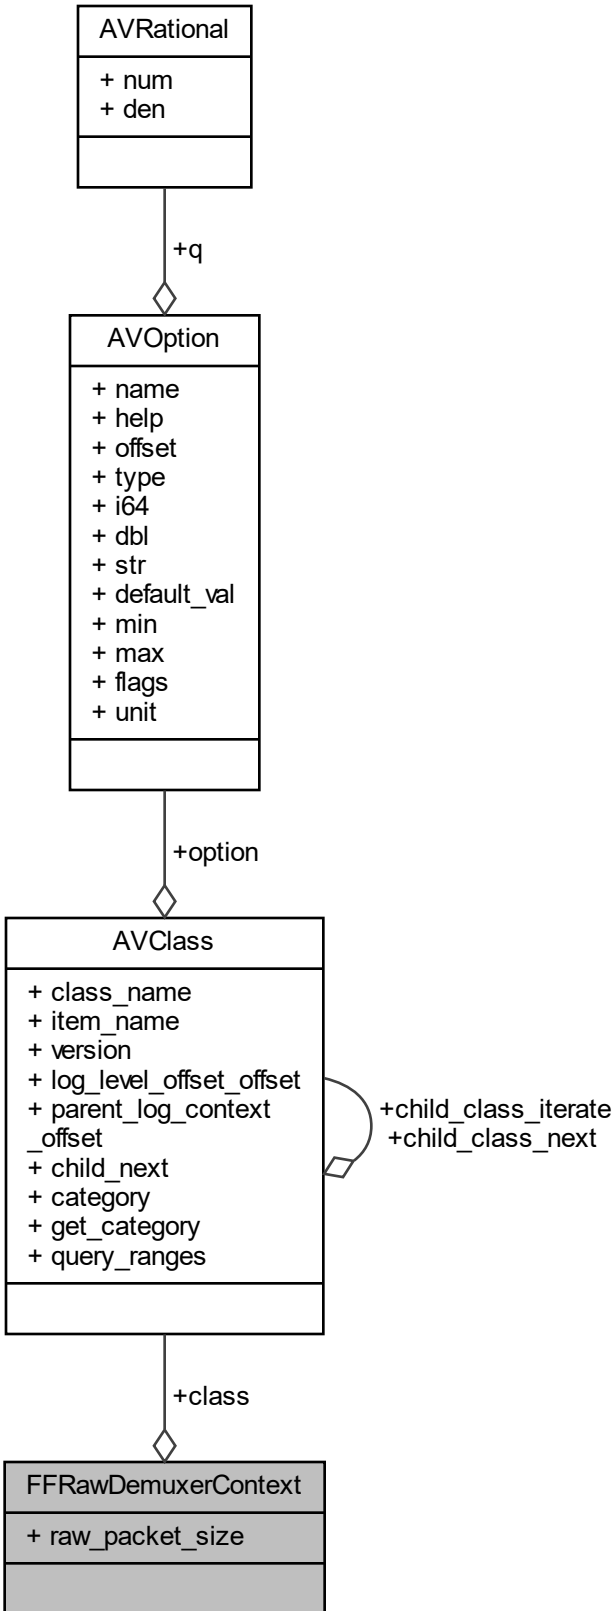 AVRational
+ num
+ den
+q
AVOption
+ name
+ help
+ offset
+ type
+ i64
+ dbl
+ str
+ default_val
+ min
+ max
+ flags
+ unit
+option
AVClass
+ class_name
+ item_name
+ version
+ log_level_offset_offset
+ parent_log_context
_offset
+ child_next
+ category
+ get_category
+ query_ranges
+child_class_iterate
+child_class_next
+class
FFRawDemuxerContext
+ raw_packet_size